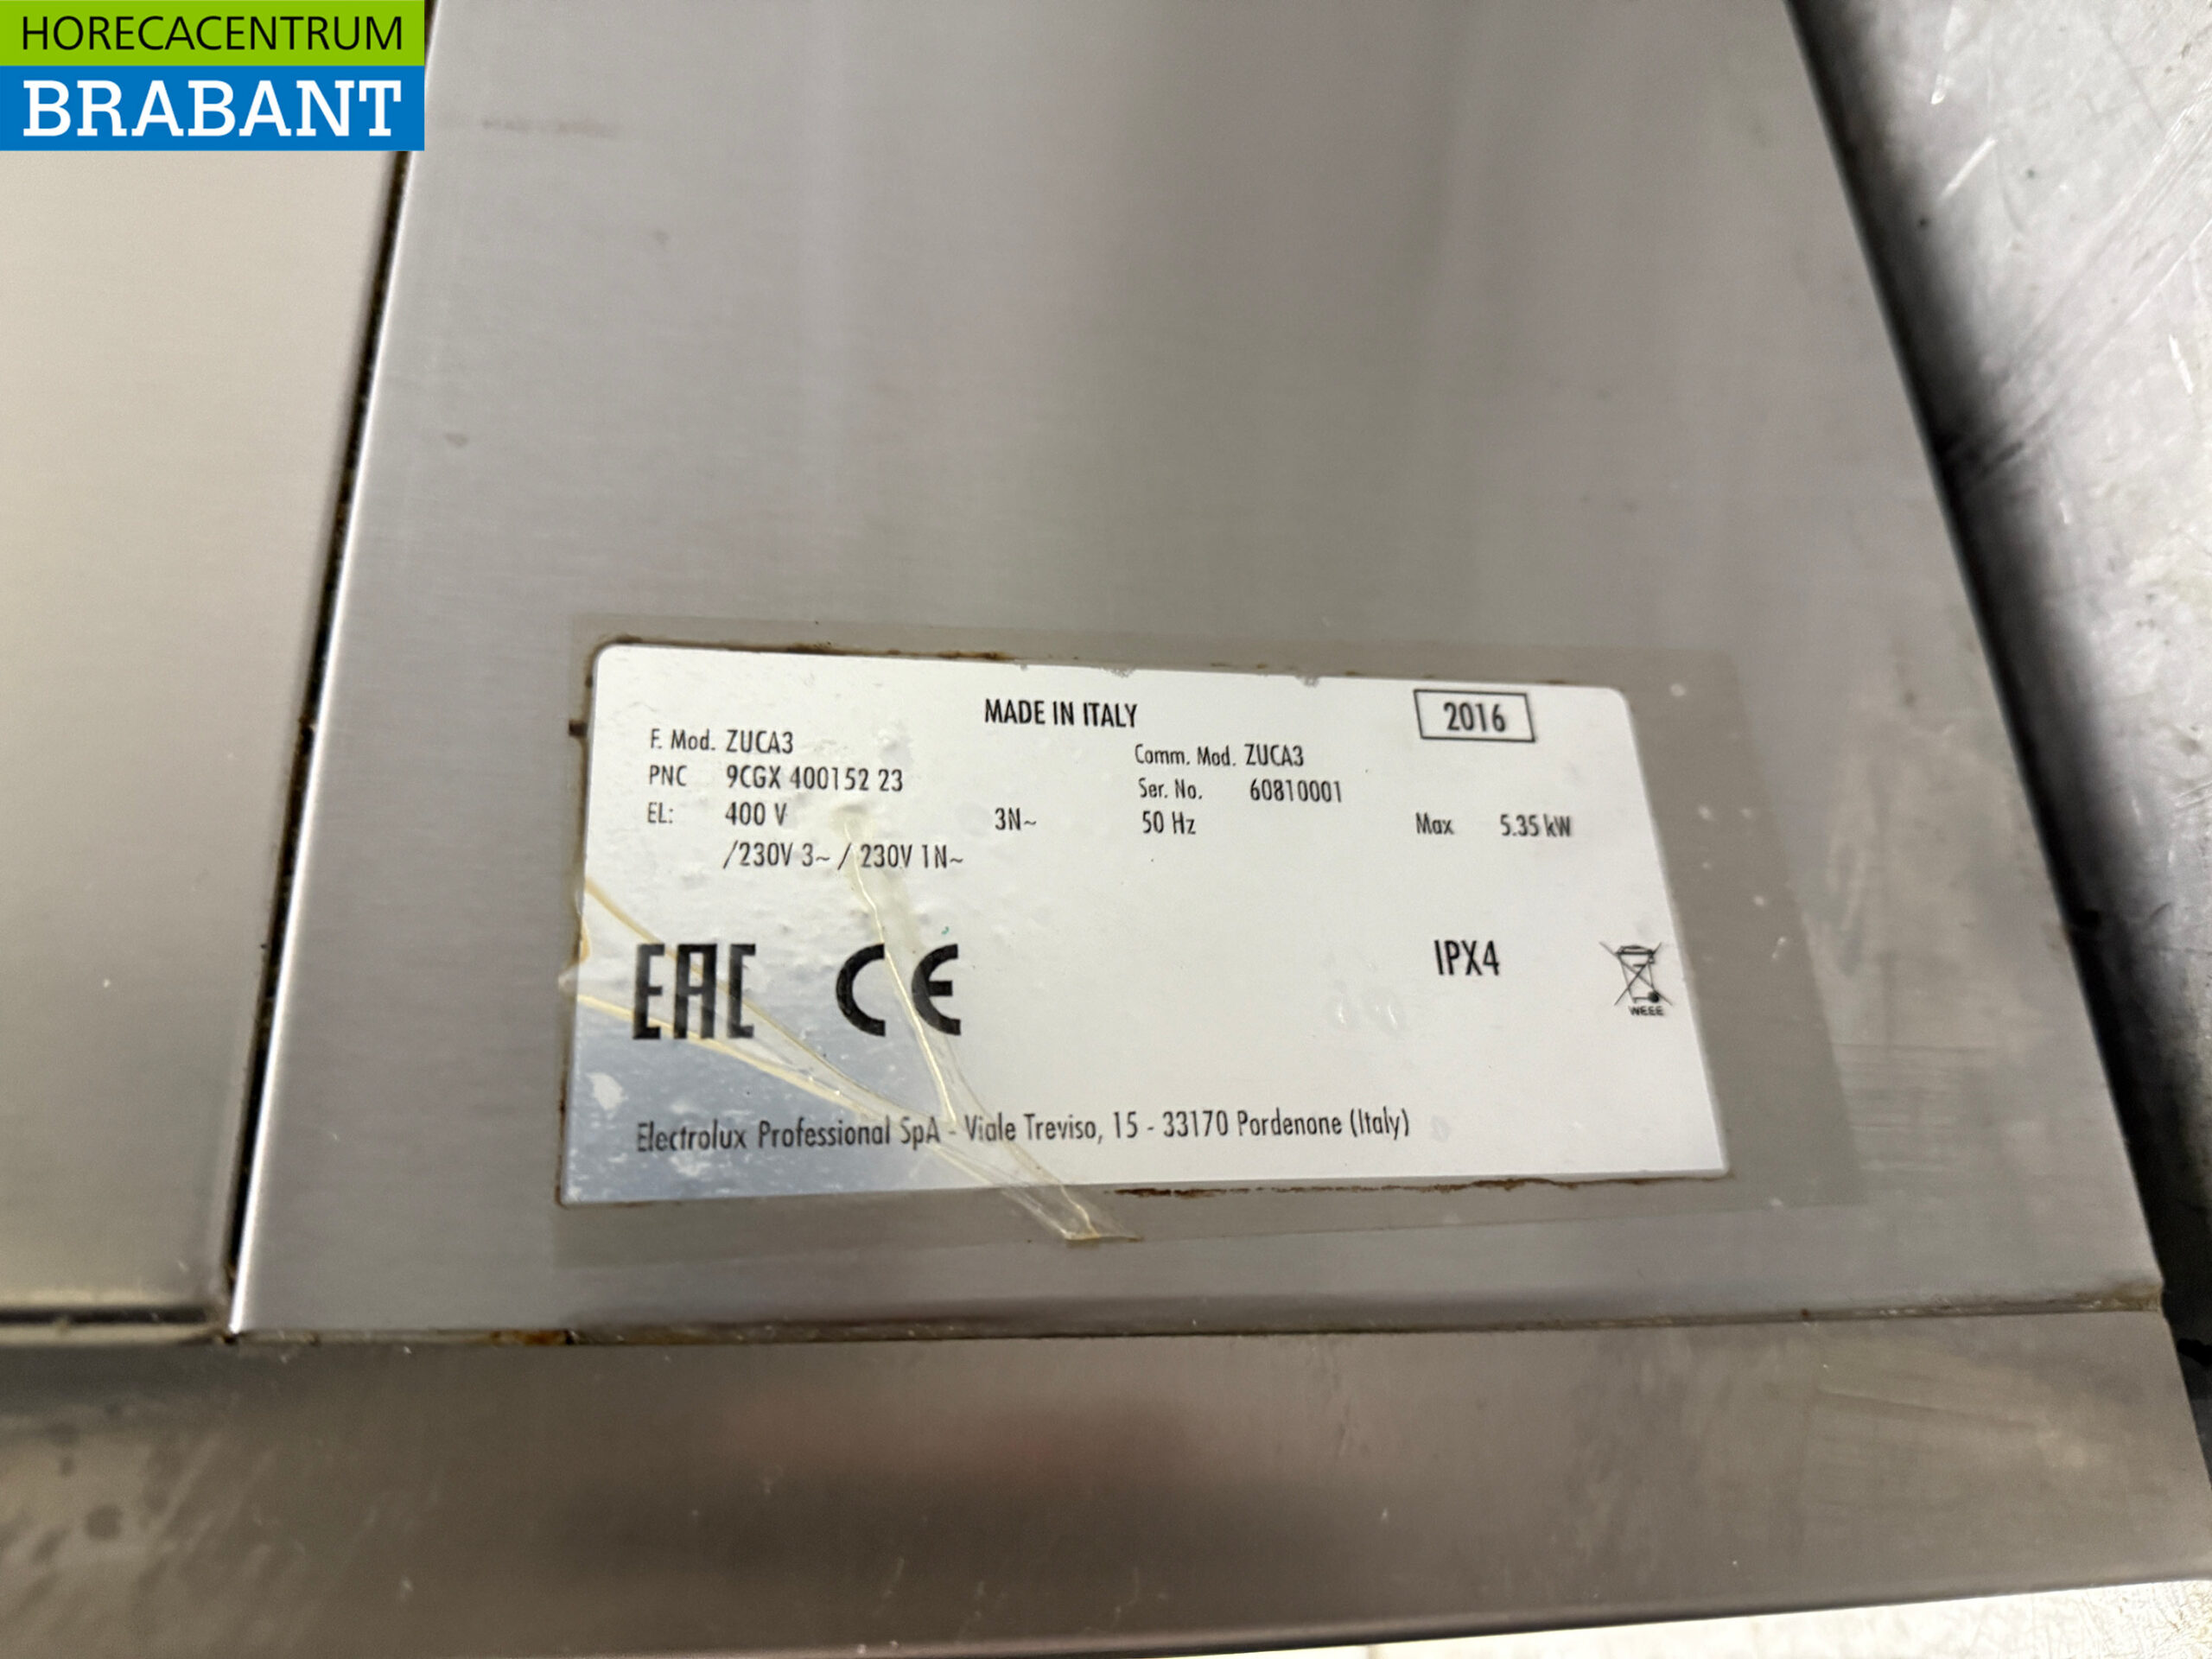 HORECACENTRUM
BRABANT
MADE IN ITALY
2016
F. Mod. ZUCA3
Comm. Mod. ZUCA3
PNC 9CGX 400152 23
Ser. No. 60810001
EL: 400 V 3N~ 50 Hz Max 5.35 kW
/230V 3~ / 230V 1N~
EAC CE IPX4
WEEE
Electrolux Professional SpA - Viale Treviso, 15 - 33170 Pordenone (Italy)